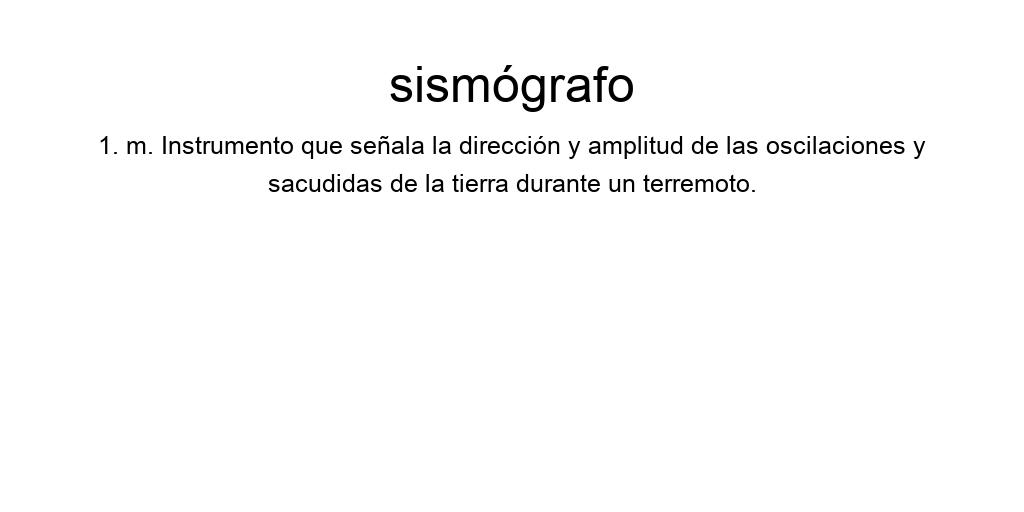 sismógrafo
1. m. Instrumento que señala la dirección y amplitud de las oscilaciones y
sacudidas de la tierra durante un terremoto.